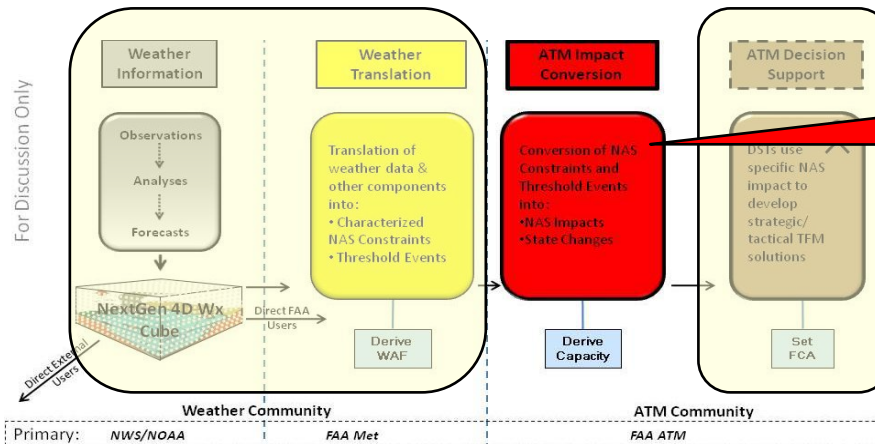 For Discussion Only
Weather
Information
Weather
Translation
ATM Impact
Conversion
ATM Decision
Support
Observations
Analyses
Forecasts
Translation of
weather data &
other components
into:
• Characterized
NAS Constraints
• Threshold Events
Conversion of NAS
Constraints and
Threshold Events
into:
•NAS Impacts
•State Changes
DSTs use
specific NAS
impact to
develop
strategic/
tactical TFM
solutions
NextGen 4D Wx
Cube
Direct FAA
Users
Direct External
Users
Derive
WAF
Derive
Capacity
Set
FCA
Weather Community
ATM Community
Primary: NWS/NOAA FAA Met FAA ATM